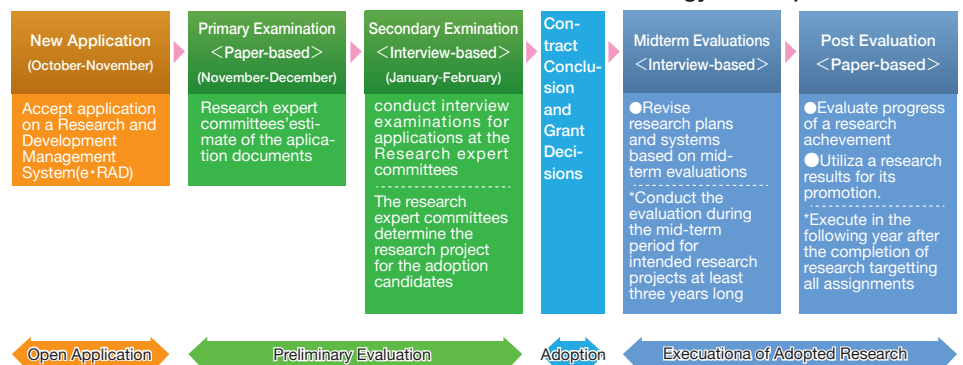 New Application
(October-November)
Accept application
on a Research and
Development
Management
System(e・RAD)
Primary Examination
＜Paper-based＞
(November-December)
Research expert
committees'esti-
mate of the aplica-
tion documents
Secondary Exmination
＜Interview-based＞
(January-February)
conduct interview
examinations for
applications at the
Research expert
committees
The research
expert committees
determine the
research project
for the adoption
candidates
Con-
tract
Conclu-
sion
and
Grant
Deci-
sions
Midterm Evaluations
＜Interview-based＞
●Revise
research plans
and systems
based on mid-
term evaluations
*Conduct the
evaluation during
the mid-term
period for
intended research
projects at least
three years long
Post Evaluation
＜Paper-based＞
●Evaluate progress
of a research
achevement
●Utiliza a research
results for its
promotion.
*Execute in the
following year after
the completion of
research targetting
all assignments
Open Application
Preliminary Evaluation
Adoption
Execuationa of Adopted Research